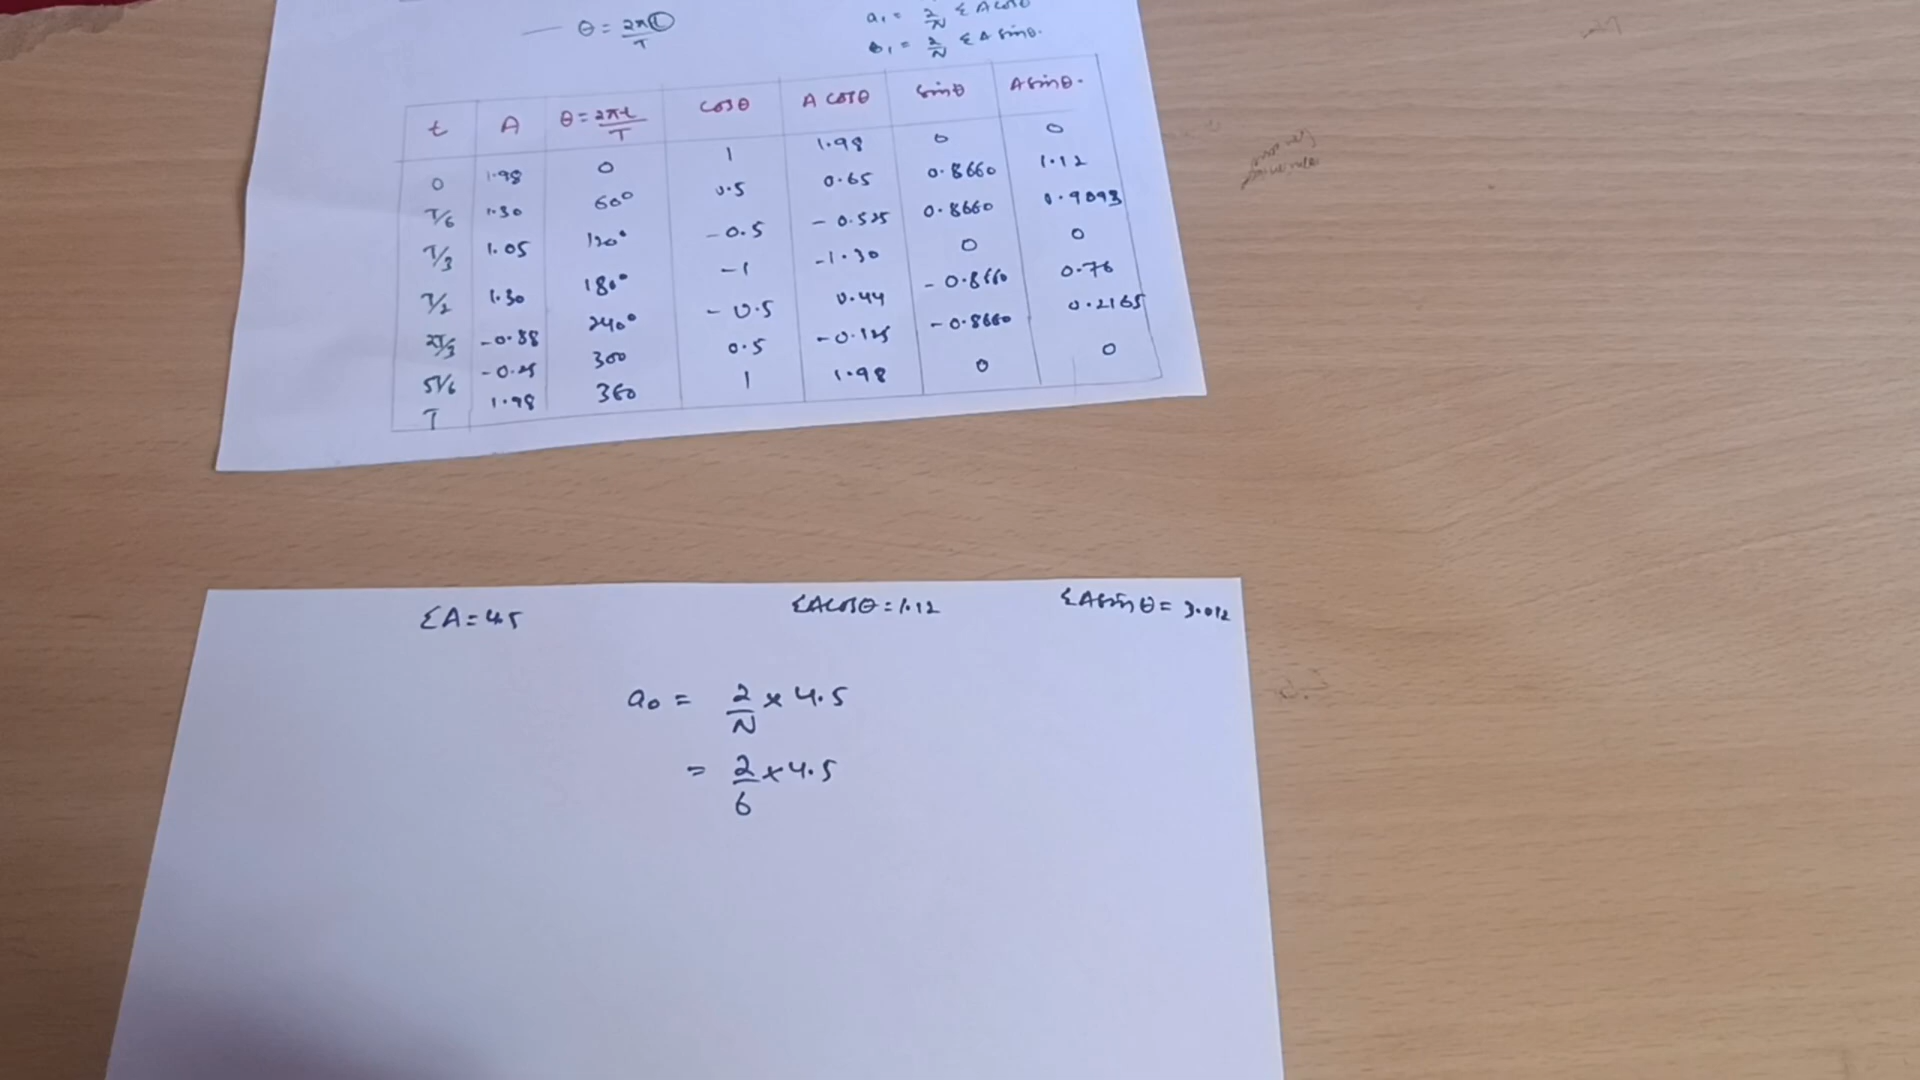 θ = 2πt/T
a₁ = 2/N Σ A cosθ
b₁ = 2/N Σ A sinθ.
t A θ = 2πt/T cosθ A cosθ sinθ A sinθ.
0 1.98 0 1 1.98 0 0
T/6 1.30 60° 0.5 0.65 0.8660 1.12
T/3 1.05 120° -0.5 -0.525 0.8660 0.9093
T/2 1.30 180° -1 -1.30 0 0
2T/3 -0.88 240° -0.5 0.44 -0.8660 0.76
5T/6 -0.25 300 0.5 -0.125 -0.8660 0.2165
T 1.98 360 1 1.98 0 0
ΣA = 4.5 ΣAcosθ = 1.12 ΣAsinθ = 3.012
a₀ = 2/N × 4.5
= 2/6 × 4.5